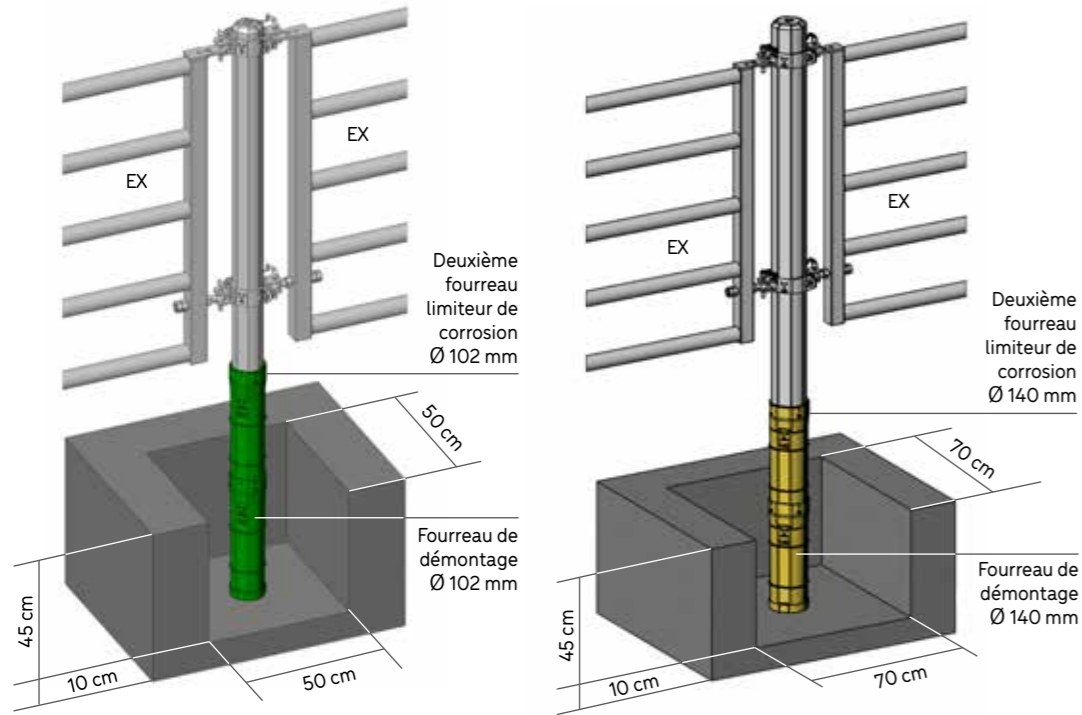 EX
EX
Deuxième
fourreau
limiteur de
corrosion
Ø 102 mm
50 cm
Fourreau de
démontage
Ø 102 mm
45 cm
10 cm
50 cm
EX
EX
Deuxième
fourreau
limiteur de
corrosion
Ø 140 mm
70 cm
Fourreau de
démontage
Ø 140 mm
45 cm
10 cm
70 cm